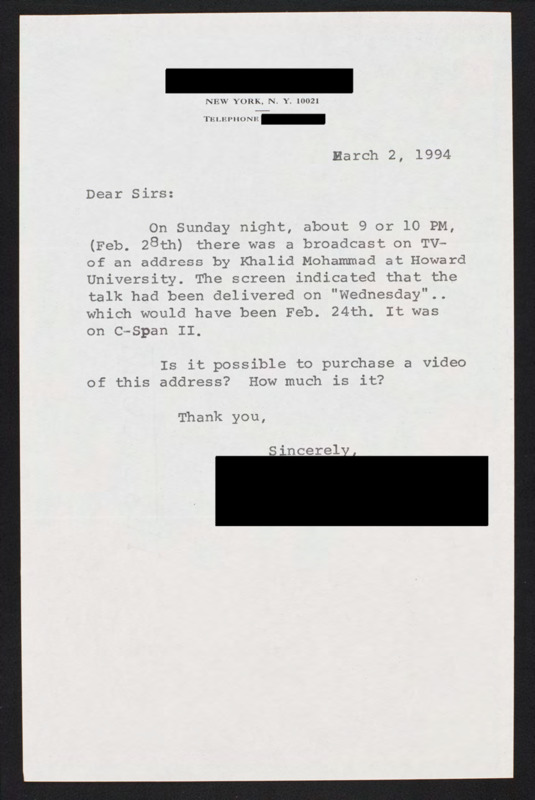 NEW YORK, N. Y. 10021
TELEPHONE
March 2, 1994
Dear Sirs:
On Sunday night, about 9 or 10 PM,
(Feb. 28th) there was a broadcast on TV-
of an address by Khalid Mohammad at Howard
University. The screen indicated that the
talk had been delivered on "Wednesday"..
which would have been Feb. 24th. It was
on C-Span II.
Is it possible to purchase a video
of this address? How much is it?
Thank you,
Sincerely,